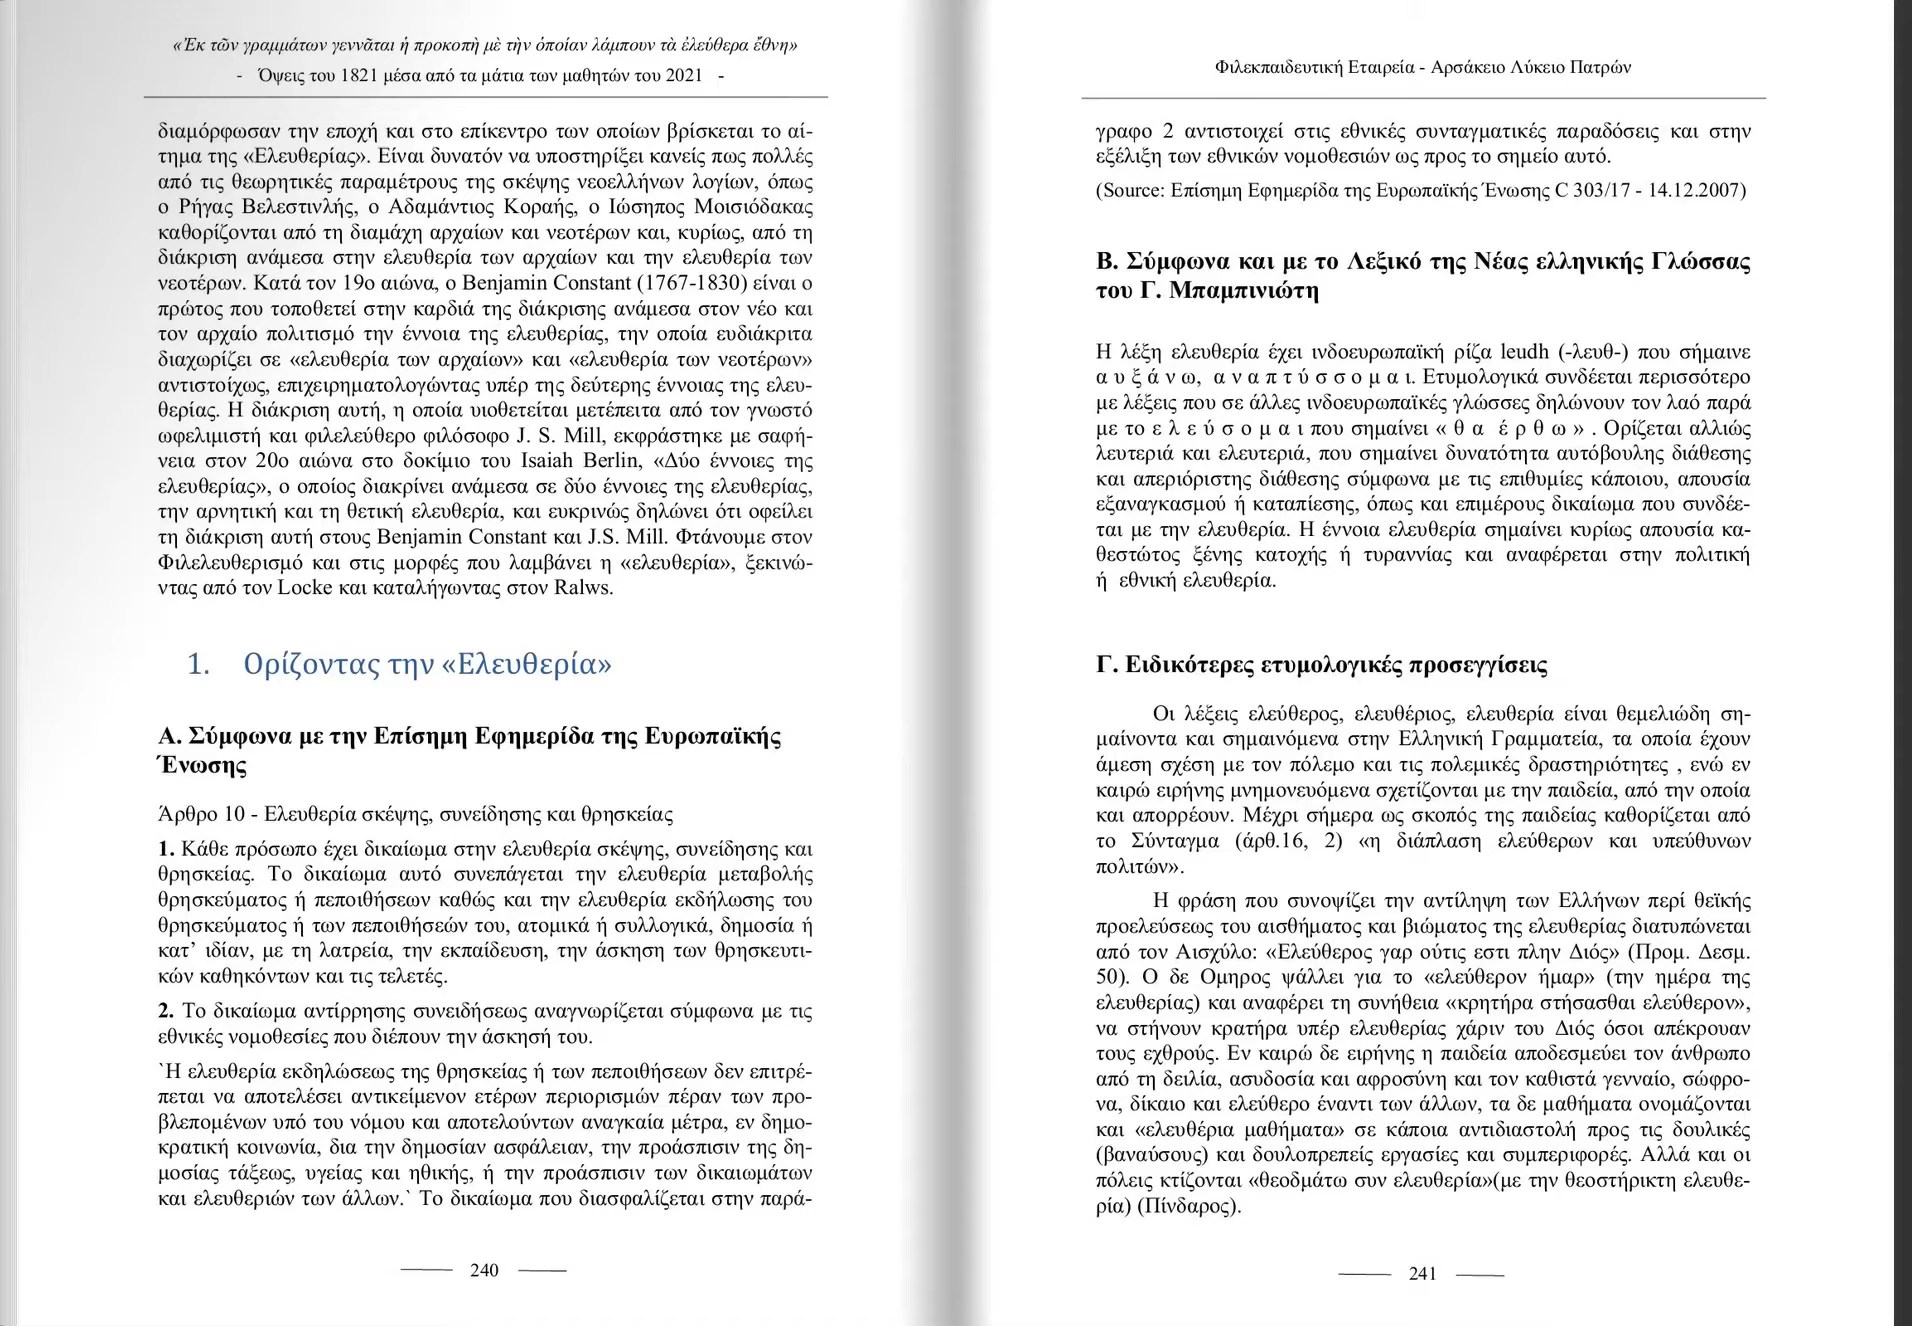 «Ἐκ τῶν γραμμάτων γεννᾶται ἡ προκοπὴ μὲ τὴν ὁποίαν λάμπουν τὰ ἐλεύθερα ἔθνη»
- Όψεις του 1821 μέσα από τα μάτια των μαθητών του 2021 -
διαμόρφωσαν την εποχή και στο επίκεντρο των οποίων βρίσκεται το αί-
τημα της «Ελευθερίας». Είναι δυνατόν να υποστηρίξει κανείς πως πολλές
από τις θεωρητικές παραμέτρους της σκέψης νεοελλήνων λογίων, όπως
ο Ρήγας Βελεστινλής, ο Αδαμάντιος Κοραής, ο Ιώσηπος Μοισιόδακας
καθορίζονται από τη διαμάχη αρχαίων και νεοτέρων και, κυρίως, από τη
διάκριση ανάμεσα στην ελευθερία των αρχαίων και την ελευθερία των
νεοτέρων. Κατά τον 19ο αιώνα, ο Benjamin Constant (1767-1830) είναι ο
πρώτος που τοποθετεί στην καρδιά της διάκρισης ανάμεσα στον νέο και
τον αρχαίο πολιτισμό την έννοια της ελευθερίας, την οποία ευδιάκριτα
διαχωρίζει σε «ελευθερία των αρχαίων» και «ελευθερία των νεοτέρων»
αντιστοίχως, επιχειρηματολογώντας υπέρ της δεύτερης έννοιας της ελευ-
θερίας. Η διάκριση αυτή, η οποία υιοθετείται μετέπειτα από τον γνωστό
ωφελιμιστή και φιλελεύθερο φιλόσοφο J. S. Mill, εκφράστηκε με σαφή-
νεια στον 20ο αιώνα στο δοκίμιο του Isaiah Berlin, «Δύο έννοιες της
ελευθερίας», ο οποίος διακρίνει ανάμεσα σε δύο έννοιες της ελευθερίας,
την αρνητική και τη θετική ελευθερία, και ευκρινώς δηλώνει ότι οφείλει
τη διάκριση αυτή στους Benjamin Constant και J.S. Mill. Φτάνουμε στον
Φιλελευθερισμό και στις μορφές που λαμβάνει η «ελευθερία», ξεκινώ-
ντας από τον Locke και καταλήγωντας στον Ralws.
1. Ορίζοντας την «Ελευθερία»
Α. Σύμφωνα με την Επίσημη Εφημερίδα της Ευρωπαϊκής
Ένωσης
Άρθρο 10 - Ελευθερία σκέψης, συνείδησης και θρησκείας
1. Κάθε πρόσωπο έχει δικαίωμα στην ελευθερία σκέψης, συνείδησης και
θρησκείας. Το δικαίωμα αυτό συνεπάγεται την ελευθερία μεταβολής
θρησκεύματος ή πεποιθήσεων καθώς και την ελευθερία εκδήλωσης του
θρησκεύματος ή των πεποιθήσεών του, ατομικά ή συλλογικά, δημοσία ή
κατ’ ιδίαν, με τη λατρεία, την εκπαίδευση, την άσκηση των θρησκευτι-
κών καθηκόντων και τις τελετές.
2. Το δικαίωμα αντίρρησης συνειδήσεως αναγνωρίζεται σύμφωνα με τις
εθνικές νομοθεσίες που διέπουν την άσκησή του.
`Η ελευθερία εκδηλώσεως της θρησκείας ή των πεποιθήσεων δεν επιτρέ-
πεται να αποτελέσει αντικείμενον ετέρων περιορισμών πέραν των προ-
βλεπομένων υπό του νόμου και αποτελούντων αναγκαία μέτρα, εν δημο-
κρατική κοινωνία, δια την δημοσίαν ασφάλειαν, την προάσπισιν της δη-
μοσίας τάξεως, υγείας και ηθικής, ή την προάσπισιν των δικαιωμάτων
και ελευθεριών των άλλων.` Το δικαίωμα που διασφαλίζεται στην παρά-
240
Φιλεκπαιδευτική Εταιρεία - Αρσάκειο Λύκειο Πατρών
γραφο 2 αντιστοιχεί στις εθνικές συνταγματικές παραδόσεις και στην
εξέλιξη των εθνικών νομοθεσιών ως προς το σημείο αυτό.
(Source: Επίσημη Εφημερίδα της Ευρωπαϊκής Ένωσης C 303/17 - 14.12.2007)
Β. Σύμφωνα και με το Λεξικό της Νέας ελληνικής Γλώσσας
του Γ. Μπαμπινιώτη
Η λέξη ελευθερία έχει ινδοευρωπαϊκή ρίζα leudh (-λευθ-) που σήμαινε
α υ ξ ά ν ω, α ν α π τ ύ σ σ ο μ α ι. Ετυμολογικά συνδέεται περισσότερο
με λέξεις που σε άλλες ινδοευρωπαϊκές γλώσσες δηλώνουν τον λαό παρά
με το ε λ ε ύ σ ο μ α ι που σημαίνει « θ α έ ρ θ ω » . Ορίζεται αλλιώς
λευτεριά και ελευτεριά, που σημαίνει δυνατότητα αυτόβουλης διάθεσης
και απεριόριστης διάθεσης σύμφωνα με τις επιθυμίες κάποιου, απουσία
εξαναγκασμού ή καταπίεσης, όπως και επιμέρους δικαίωμα που συνδέε-
ται με την ελευθερία. Η έννοια ελευθερία σημαίνει κυρίως απουσία κα-
θεστώτος ξένης κατοχής ή τυραννίας και αναφέρεται στην πολιτική
ή εθνική ελευθερία.
Γ. Ειδικότερες ετυμολογικές προσεγγίσεις
Οι λέξεις ελεύθερος, ελευθέριος, ελευθερία είναι θεμελιώδη ση-
μαίνοντα και σημαινόμενα στην Ελληνική Γραμματεία, τα οποία έχουν
άμεση σχέση με τον πόλεμο και τις πολεμικές δραστηριότητες , ενώ εν
καιρώ ειρήνης μνημονευόμενα σχετίζονται με την παιδεία, από την οποία
και απορρέουν. Μέχρι σήμερα ως σκοπός της παιδείας καθορίζεται από
το Σύνταγμα (άρθ.16, 2) «η διάπλαση ελεύθερων και υπεύθυνων
πολιτών».
Η φράση που συνοψίζει την αντίληψη των Ελλήνων περί θεϊκής
προελεύσεως του αισθήματος και βιώματος της ελευθερίας διατυπώνεται
από τον Αισχύλο: «Ελεύθερος γαρ ούτις εστι πλην Διός» (Προμ. Δεσμ.
50). Ο δε Ομηρος ψάλλει για το «ελεύθερον ήμαρ» (την ημέρα της
ελευθερίας) και αναφέρει τη συνήθεια «κρητήρα στήσασθαι ελεύθερον»,
να στήνουν κρατήρα υπέρ ελευθερίας χάριν του Διός όσοι απέκρουαν
τους εχθρούς. Εν καιρώ δε ειρήνης η παιδεία αποδεσμεύει τον άνθρωπο
από τη δειλία, ασυδοσία και αφροσύνη και τον καθιστά γενναίο, σώφρο-
να, δίκαιο και ελεύθερο έναντι των άλλων, τα δε μαθήματα ονομάζονται
και «ελευθέρια μαθήματα» σε κάποια αντιδιαστολή προς τις δουλικές
(βαναύσους) και δουλοπρεπείς εργασίες και συμπεριφορές. Αλλά και οι
πόλεις κτίζονται «θεοδμάτω συν ελευθερία»(με την θεοστήρικτη ελευθε-
ρία) (Πίνδαρος).
241